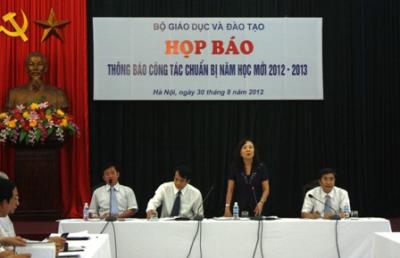 BỘ GIÁO DỤC VÀ ĐÀO TẠO
HỌP BÁO
THÔNG BÁO CÔNG TÁC CHUẨN BỊ NĂM HỌC MỚI 2012 - 2013
Hà Nội, ngày 30 tháng 8 năm 2012